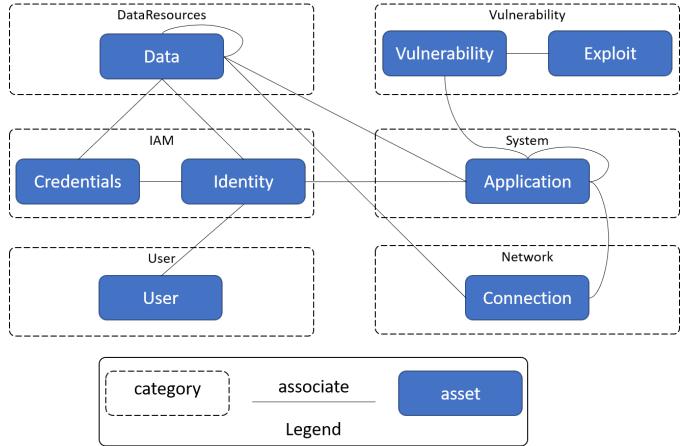 DataResources
Data
Vulnerability
Vulnerability
Exploit
IAM
Credentials
Identity
System
Application
User
User
Network
Connection
category
associate
asset
Legend